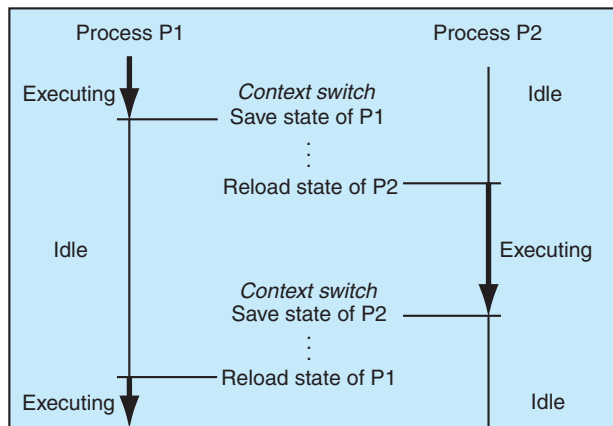 Process P1
Process P2
Executing
Context switch
Idle
Save state of P1
Reload state of P2
Idle
Executing
Context switch
Save state of P2
Reload state of P1
Executing
Idle